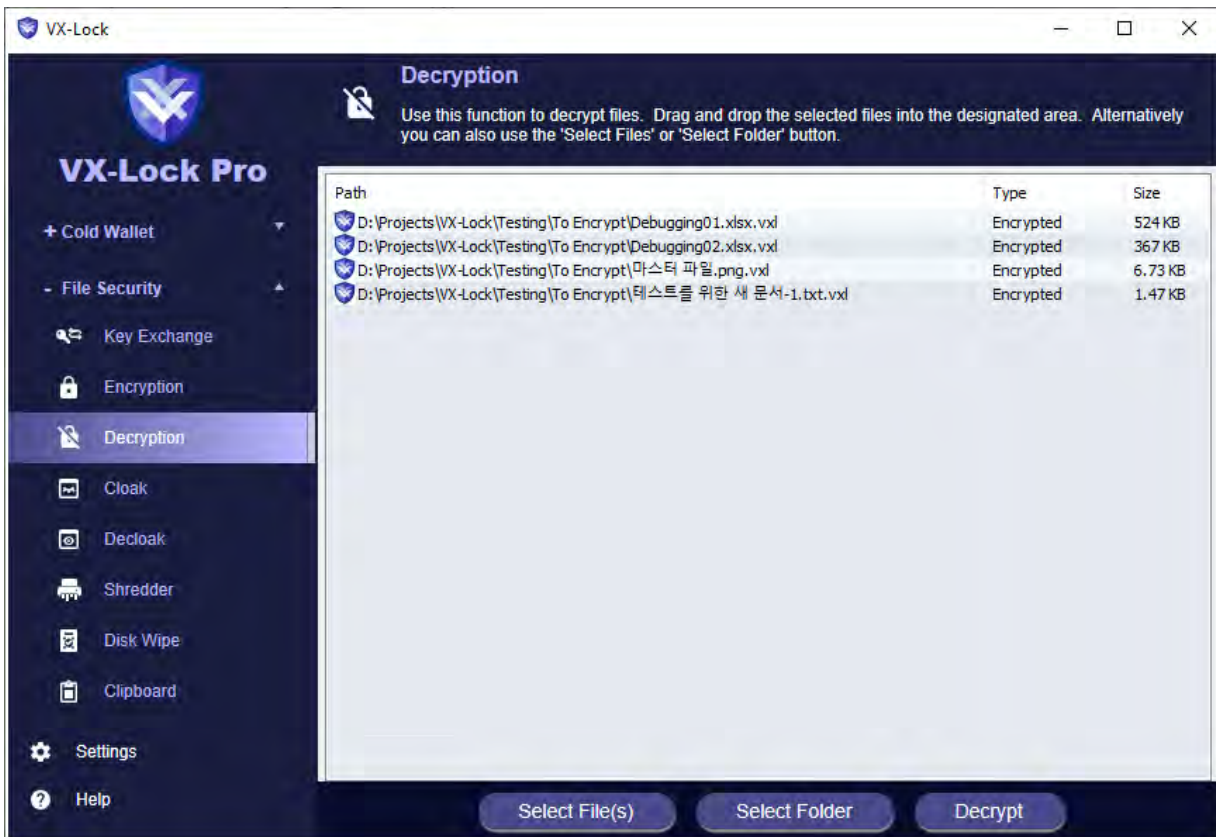 VX-Lock
VX-Lock Pro
+ Cold Wallet
- File Security
Key Exchange
Encryption
Decryption
Cloak
Decloak
Shredder
Disk Wipe
Clipboard
Settings
Help
Decryption
Use this function to decrypt files. Drag and drop the selected files into the designated area. Alternatively
you can also use the 'Select Files' or 'Select Folder' button.
Path Type Size
D:\Projects\VX-Lock\Testing\To Encrypt\Debugging01.xlsx.vxl Encrypted 524 KB
D:\Projects\VX-Lock\Testing\To Encrypt\Debugging02.xlsx.vxl Encrypted 367 KB
D:\Projects\VX-Lock\Testing\To Encrypt\마스터 파일.png.vxl Encrypted 6.73 KB
D:\Projects\VX-Lock\Testing\To Encrypt\테스트를 위한 새 문서-1.txt.vxl Encrypted 1.47 KB
Select File(s) Select Folder Decrypt